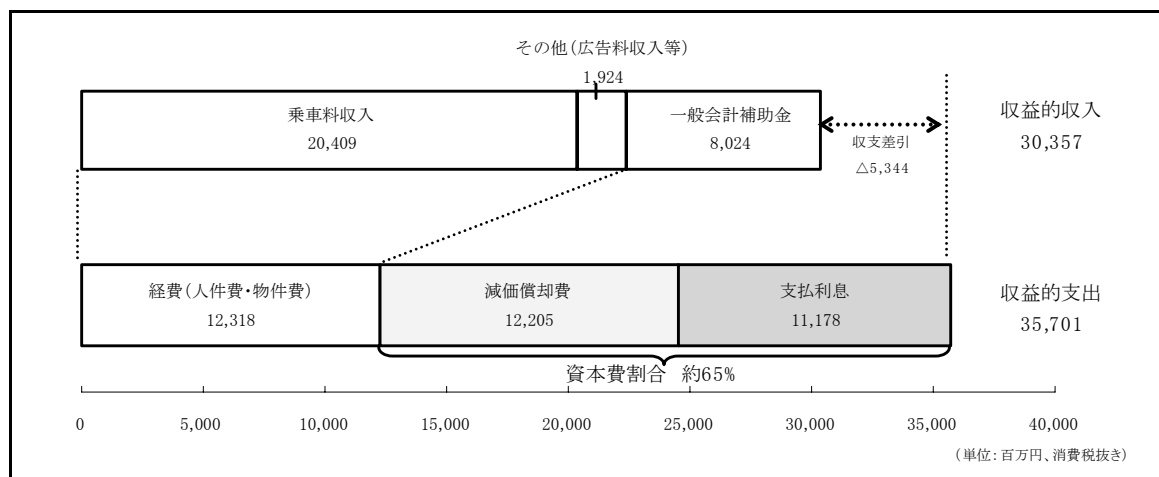 その他(広告料収入等)
1,924
乗車料収入
20,409
一般会計補助金
8,024
収支差引
△5,344
収益的収入
30,357
経費(人件費・物件費)
12,318
減価償却費
12,205
支払利息
11,178
収益的支出
35,701
資本費割合 約65%
0 5,000 10,000 15,000 20,000 25,000 30,000 35,000 40,000
(単位:百万円、消費税抜き)